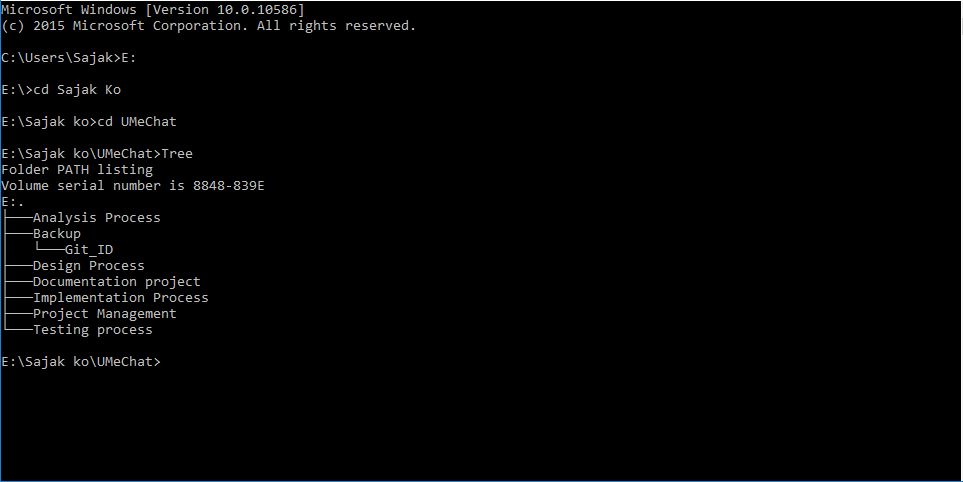 Microsoft Windows [Version 10.0.10586]
(c) 2015 Microsoft Corporation. All rights reserved.
C:\Users\Sajak>E:
E:\>cd Sajak Ko
E:\Sajak ko>cd UMeChat
E:\Sajak ko\UMeChat>Tree
Folder PATH listing
Volume serial number is 8848-839E
E:.
├───Analysis Process
├───Backup
│   └───Git_ID
├───Design Process
├───Documentation project
├───Implementation Process
├───Project Management
└───Testing process
E:\Sajak ko\UMeChat>